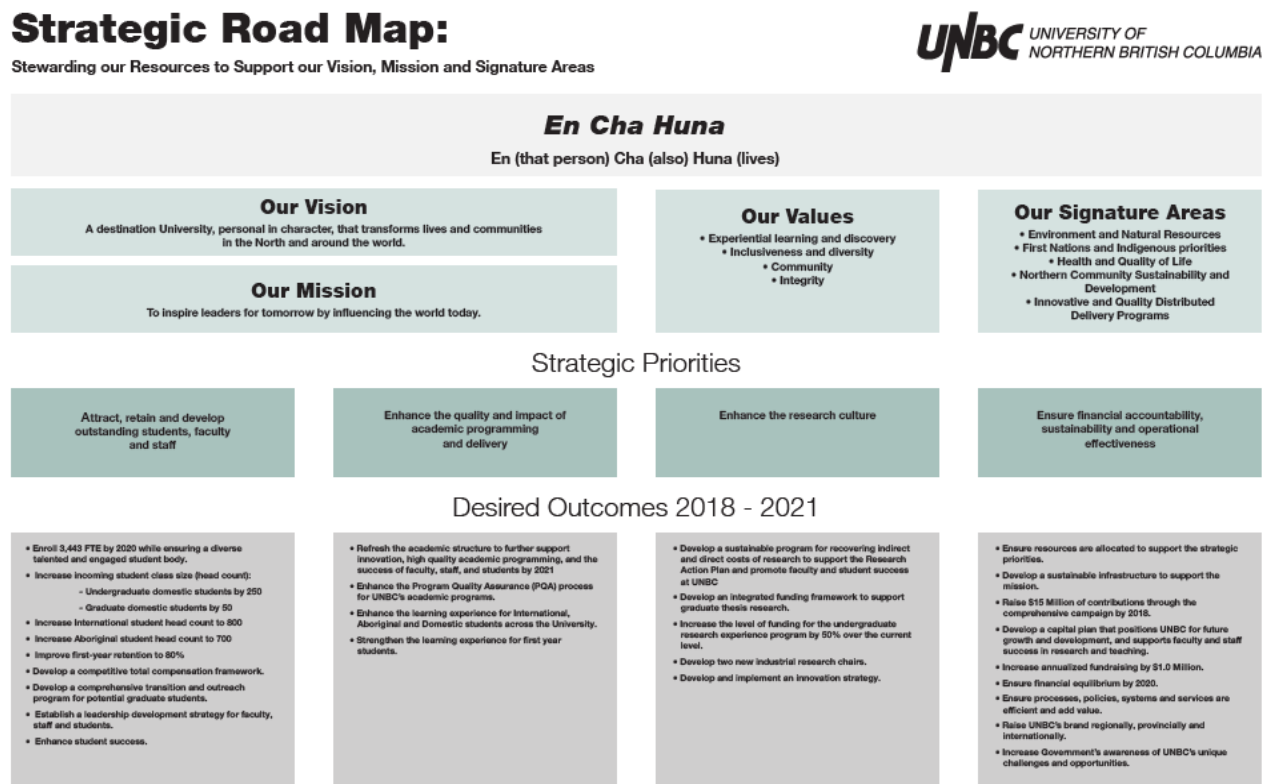 Strategic Road Map:
Stewarding our Resources to Support our Vision, Mission and Signature Areas
UNBC UNIVERSITY OF
NORTHERN BRITISH COLUMBIA
En Cha Huna
En (that person) Cha (also) Huna (lives)
Our Vision
A destination University, personal in character, that transforms lives and communities
in the North and around the world.
Our Mission
To inspire leaders for tomorrow by influencing the world today.
Our Values
• Experiential learning and discovery
• Inclusiveness and diversity
• Community
• Integrity
Our Signature Areas
• Environment and Natural Resources
• First Nations and Indigenous priorities
• Health and Quality of Life
• Northern Community Sustainability and
Development
• Innovative and Quality Distributed
Delivery Programs
Strategic Priorities
Attract, retain and develop
outstanding students, faculty
and staff
Enhance the quality and impact of
academic programming
and delivery
Enhance the research culture
Ensure financial accountability,
sustainability and operational
effectiveness
Desired Outcomes 2018 - 2021
• Enroll 3,443 FTE by 2020 while ensuring a diverse
talented and engaged student body.
• Increase incoming student class size (head count):
- Undergraduate domestic students by 250
- Graduate domestic students by 50
• Increase International student head count to 800
• Increase Aboriginal student head count to 700
• Improve first-year retention to 80%
• Develop a competitive total compensation framework.
• Develop a comprehensive transition and outreach
program for potential graduate students.
• Establish a leadership development strategy for faculty,
staff and students.
• Enhance student success.
• Refresh the academic structure to further support
innovation, high quality academic programming, and the
success of faculty, staff, and students by 2021
• Enhance the Program Quality Assurance (PQA) process
for UNBC's academic programs.
• Enhance the learning experience for International,
Aboriginal and Domestic students across the University.
• Strengthen the learning experience for first year
students.
• Develop a sustainable program for recovering indirect
and direct costs of research to support the Research
Action Plan and promote faculty and student success
at UNBC
• Develop an integrated funding framework to support
graduate thesis research.
• Increase the level of funding for the undergraduate
research experience program by 50% over the current
level.
• Develop two new industrial research chairs.
• Develop and implement an innovation strategy.
• Ensure resources are allocated to support the strategic
priorities.
• Develop a sustainable infrastructure to support the
mission.
• Raise $15 Million of contributions through the
comprehensive campaign by 2018.
• Develop a capital plan that positions UNBC for future
growth and development, and supports faculty and staff
success in research and teaching.
• Increase annualized fundraising by $1.0 Million.
• Ensure financial equilibrium by 2020.
• Ensure processes, policies, systems and services are
efficient and add value.
• Raise UNBC's brand regionally, provincially and
internationally.
• Increase Government's awareness of UNBC's unique
challenges and opportunities.